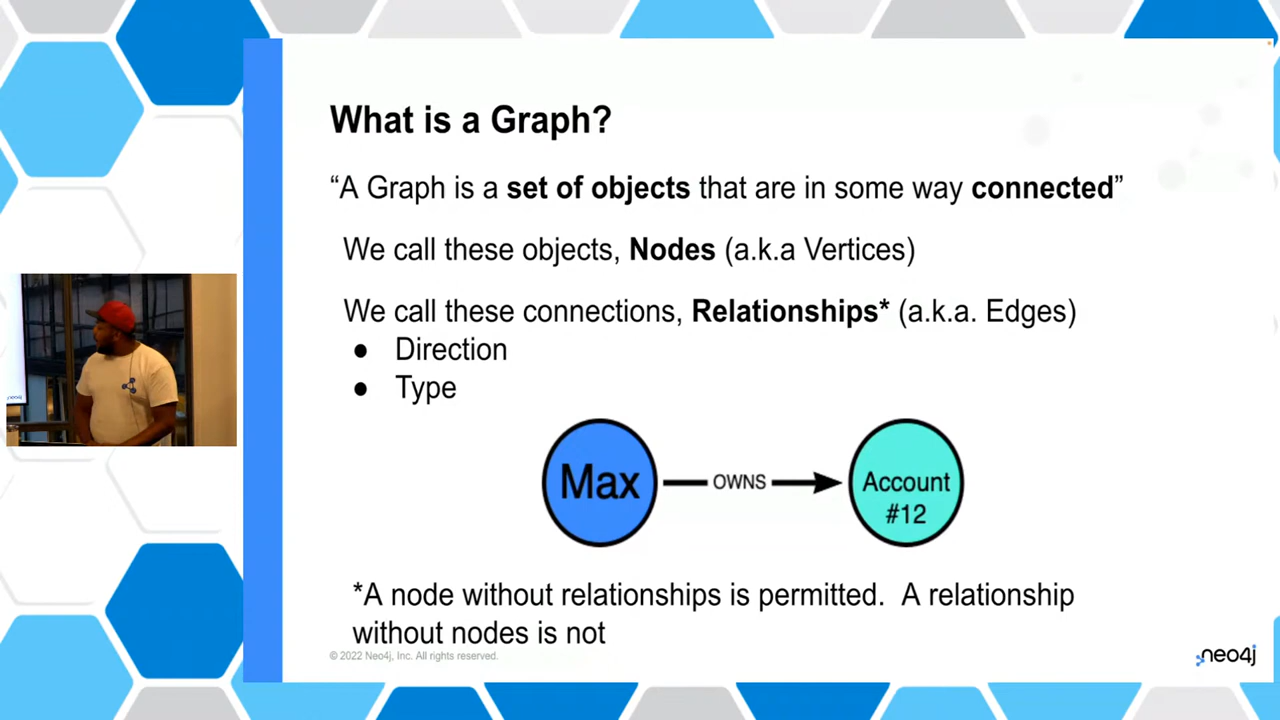 What is a Graph?
“A Graph is a set of objects that are in some way connected”
We call these objects, Nodes (a.k.a Vertices)
We call these connections, Relationships* (a.k.a. Edges)
● Direction
● Type
Max
OWNS
Account
#12
*A node without relationships is permitted.  A relationship
without nodes is not
© 2022 Neo4j, Inc. All rights reserved.
neo4j
neo4j